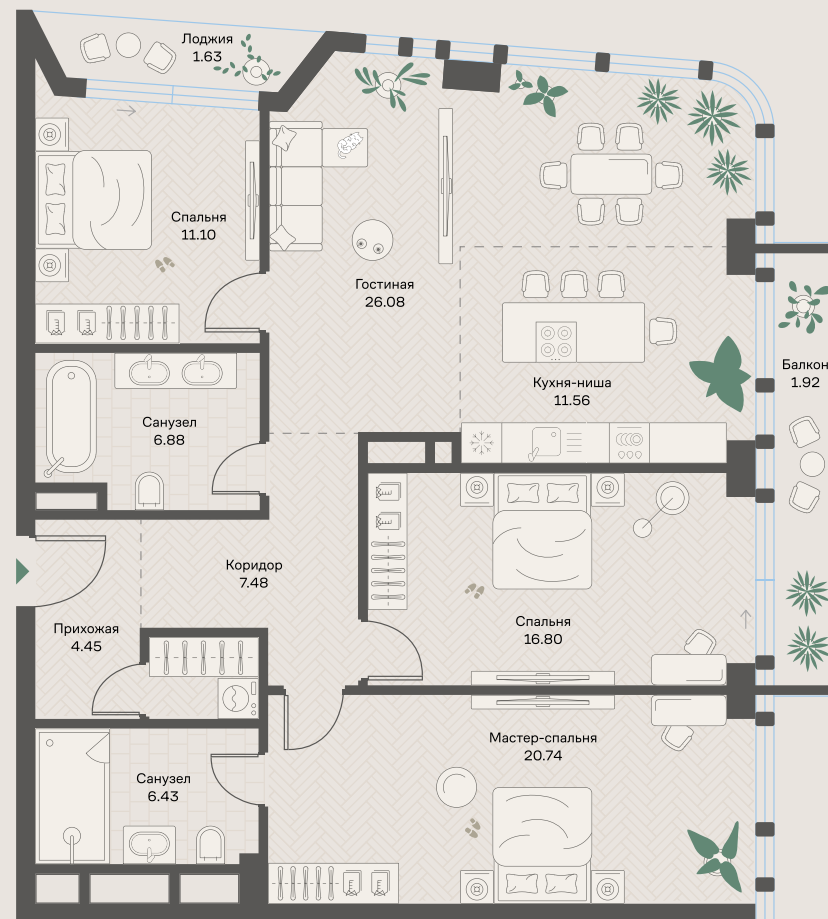 Лоджия
1.63
Спальня
11.10
Гостиная
26.08
Балкон
1.92
Кухня-ниша
11.56
Санузел
6.88
Коридор
7.48
Прихожая
4.45
Спальня
16.80
Мастер-спальня
20.74
Санузел
6.43